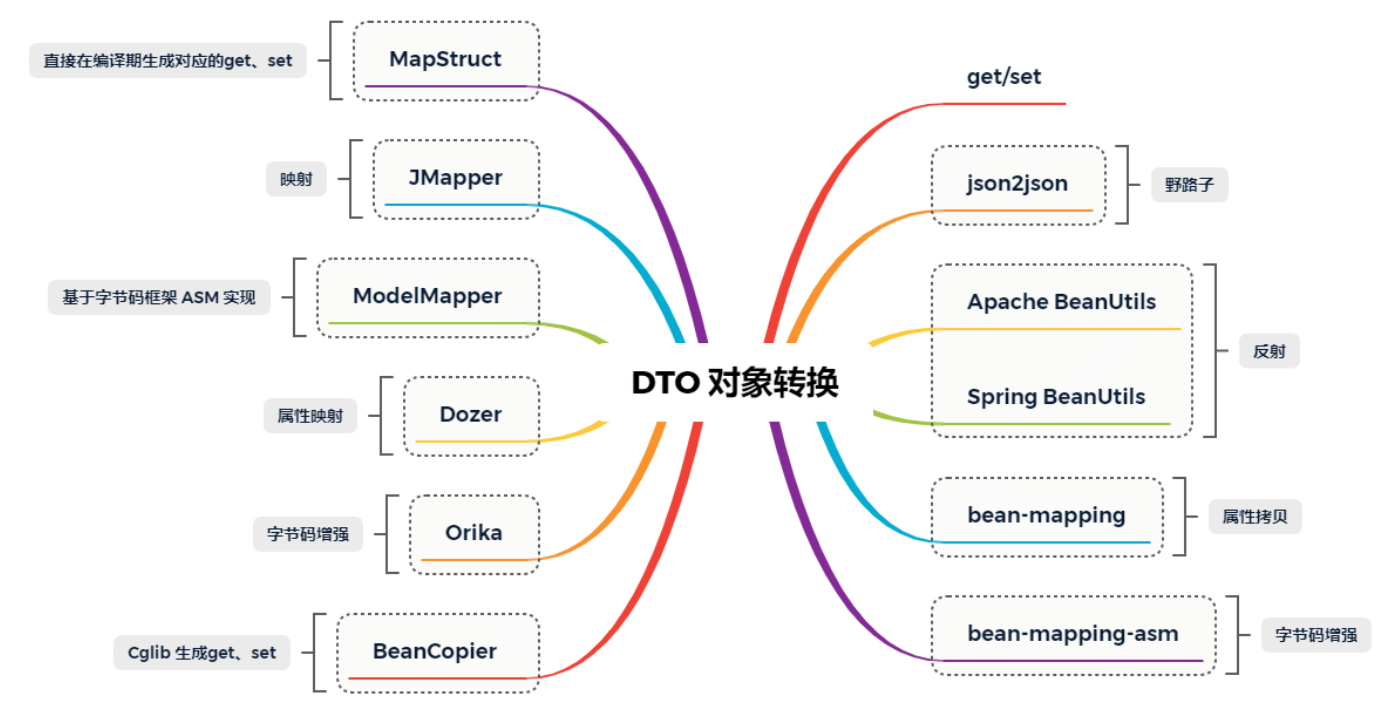 DTO 对象转换
get/set
json2json
野路子
Apache BeanUtils
Spring BeanUtils
反射
bean-mapping
属性拷贝
bean-mapping-asm
字节码增强
MapStruct
直接在编译期生成对应的get、set
JMapper
映射
ModelMapper
基于字节码框架 ASM 实现
Dozer
属性映射
Orika
字节码增强
BeanCopier
Cglib 生成get、set